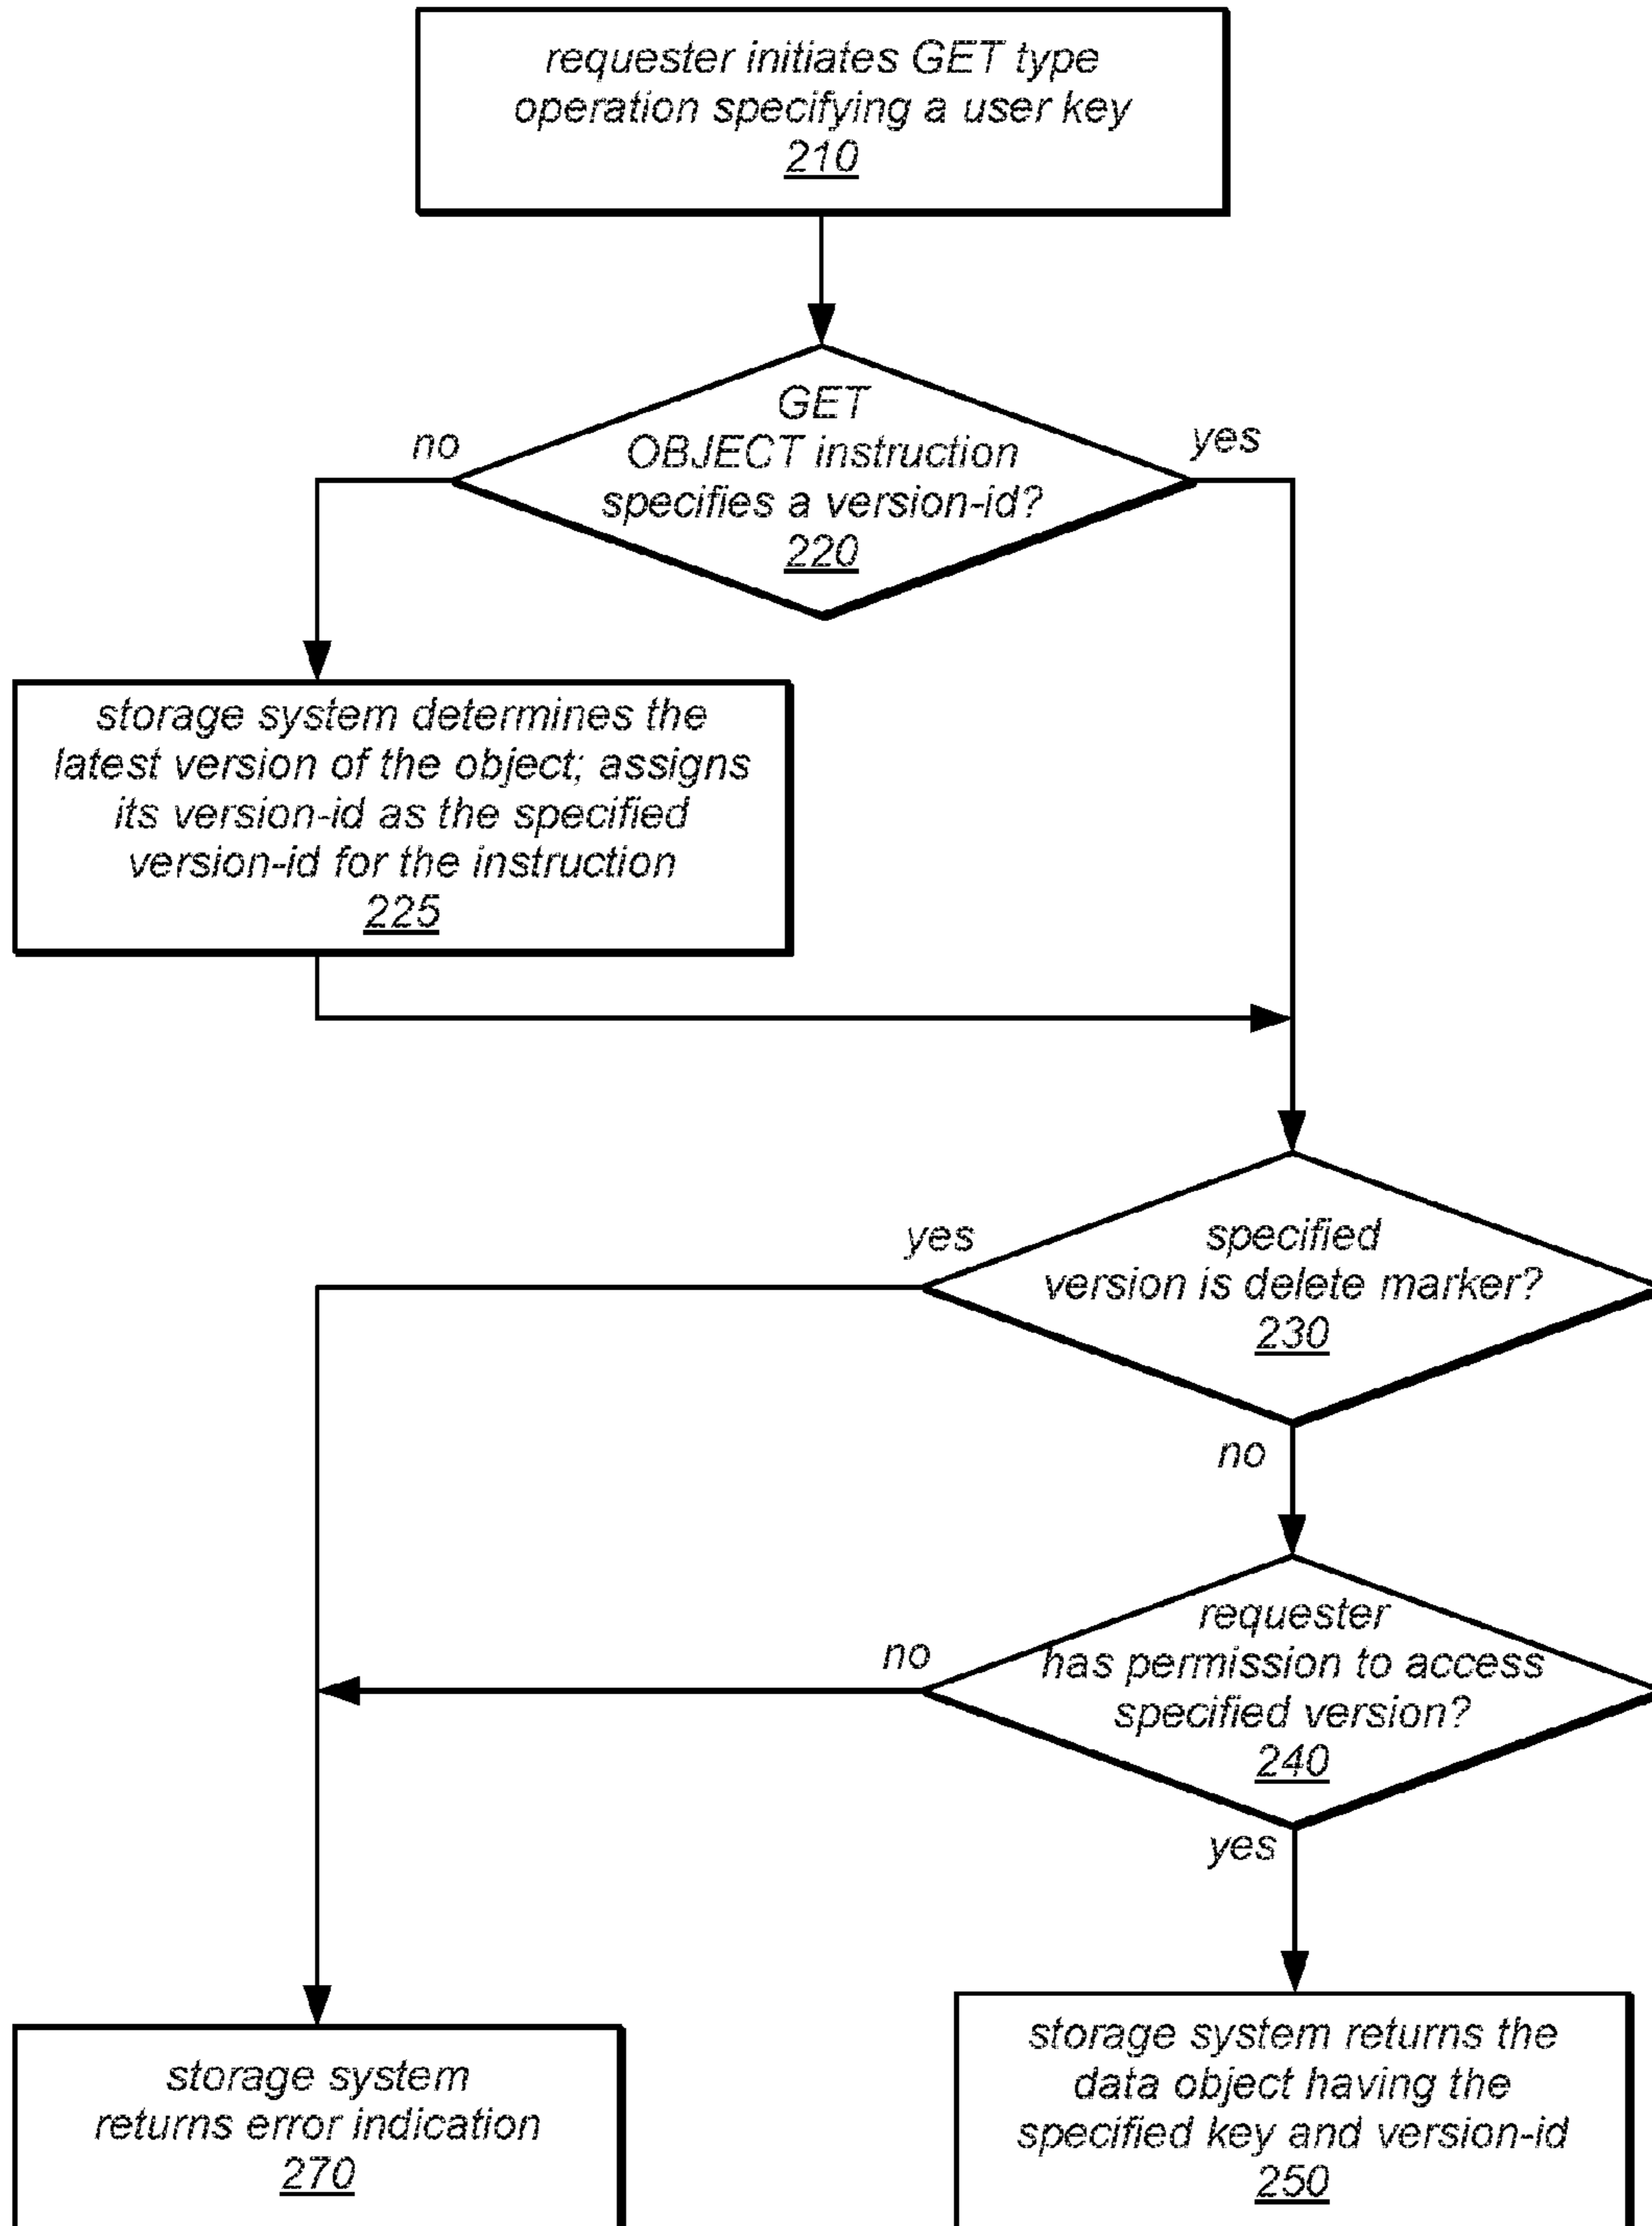 requester initiates GET type
operation specifying a user key
210
GET
OBJECT instruction
specifies a version-id?
220
no
yes
storage system determines the
latest version of the object; assigns
its version-id as the specified
version-id for the instruction
225
specified
version is delete marker?
230
yes
no
requester
has permission to access
specified version?
240
no
yes
storage system
returns error indication
270
storage system returns the
data object having the
specified key and version-id
250